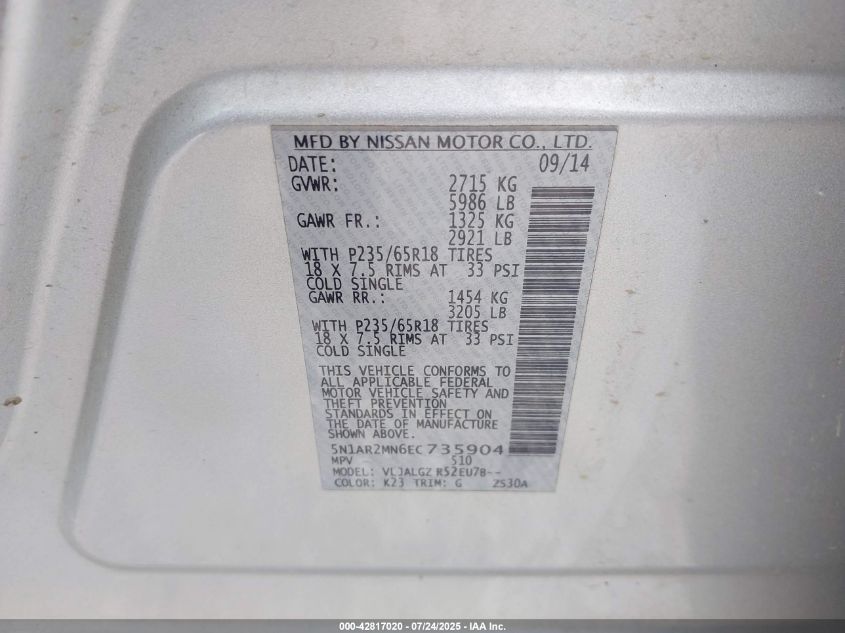 MFD BY NISSAN MOTOR CO., LTD.
DATE: 09/14
GVWR: 2715 KG
5986 LB
GAWR FR.: 1325 KG
2921 LB
WITH P235/65R18 TIRES
18 X 7.5 RIMS AT 33 PSI
COLD SINGLE
GAWR RR.: 1454 KG
3205 LB
WITH P235/65R18 TIRES
18 X 7.5 RIMS AT 33 PSI
COLD SINGLE
THIS VEHICLE CONFORMS TO
ALL APPLICABLE FEDERAL
MOTOR VEHICLE SAFETY AND
THEFT PREVENTION
STANDARDS IN EFFECT ON
THE DATE OF MANUFACTURE
SHOWN ABOVE.
5N1AR2MN6EC735904
MPV 510
MODEL: R52EU78--
COLOR: K23 TRIM: G ZS30A
000-42817020 - 07/24/2025 - IAA Inc.